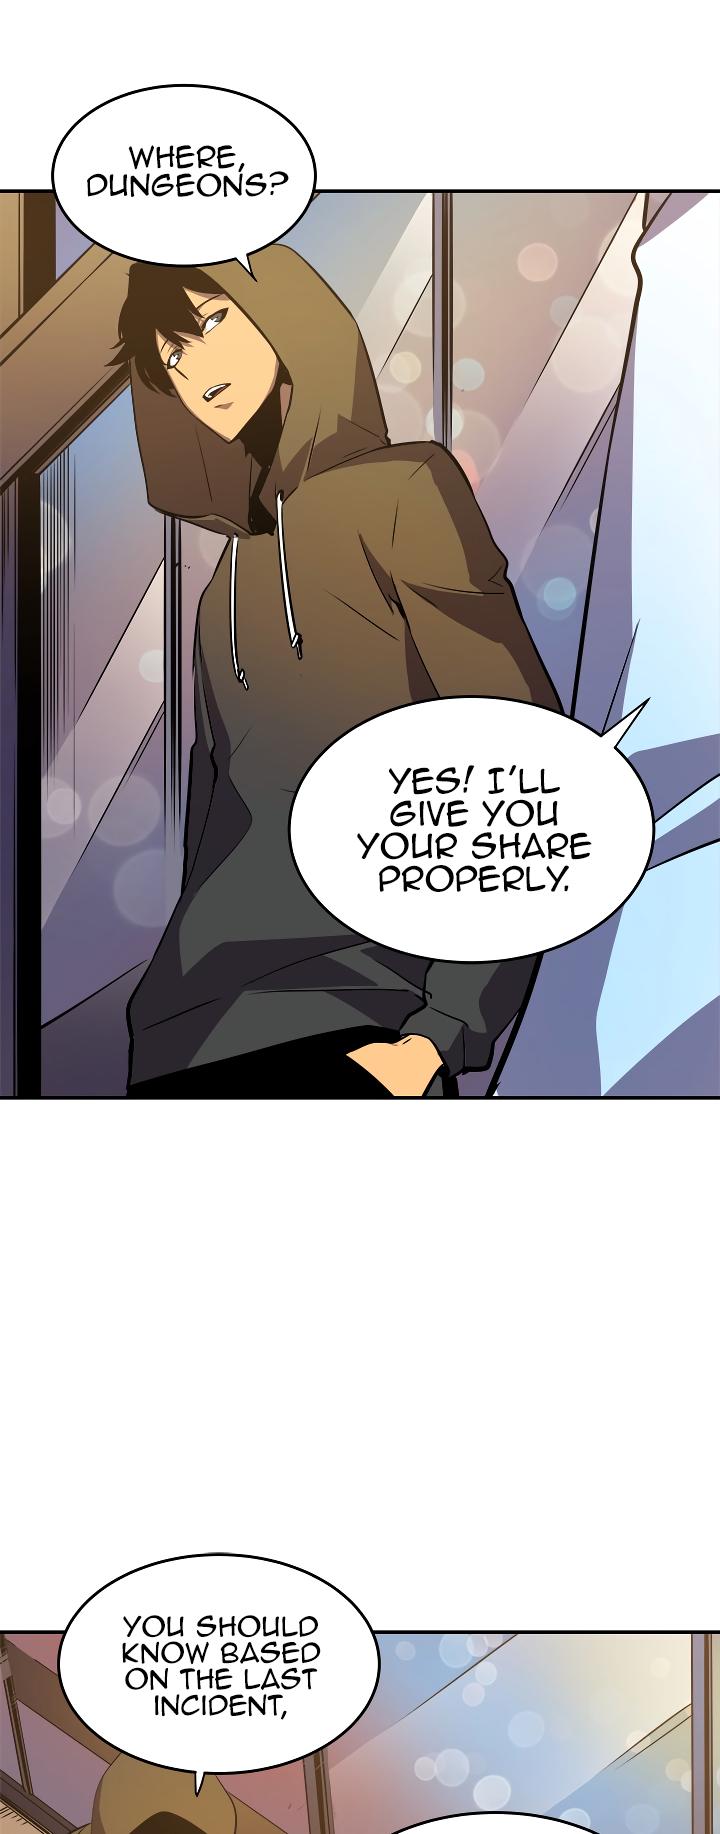 WHERE,
DUNGEONS?
YES! I'LL
GIVE YOU
YOUR SHARE
PROPERLY.
YOU SHOULD
KNOW BASED
ON THE LAST
INCIDENT,